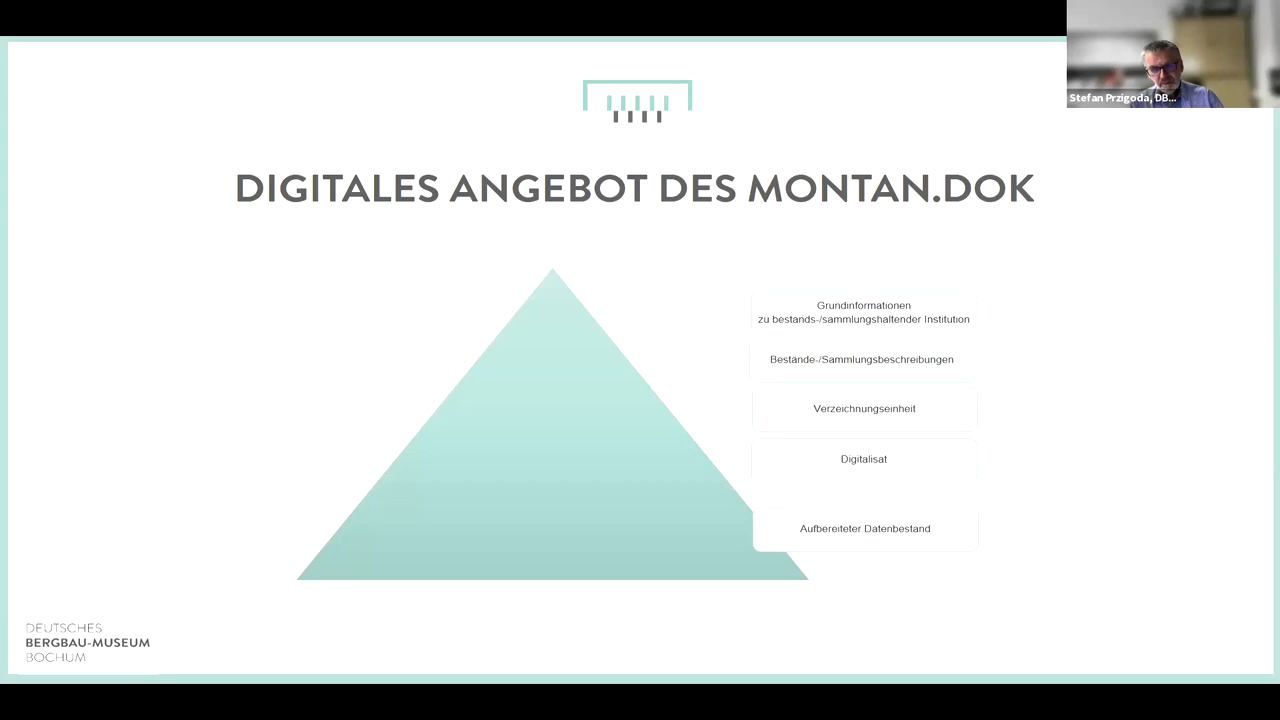 Stefan Przigoda, DB...
DIGITALES ANGEBOT DES MONTAN.DOK
Grundinformationen
zu bestands-/sammlungshaltender Institution
Bestände-/Sammlungsbeschreibungen
Verzeichnungseinheit
Digitalisat
Aufbereiteter Datenbestand
DEUTSCHES
BERGBAU-MUSEUM
BOCHUM